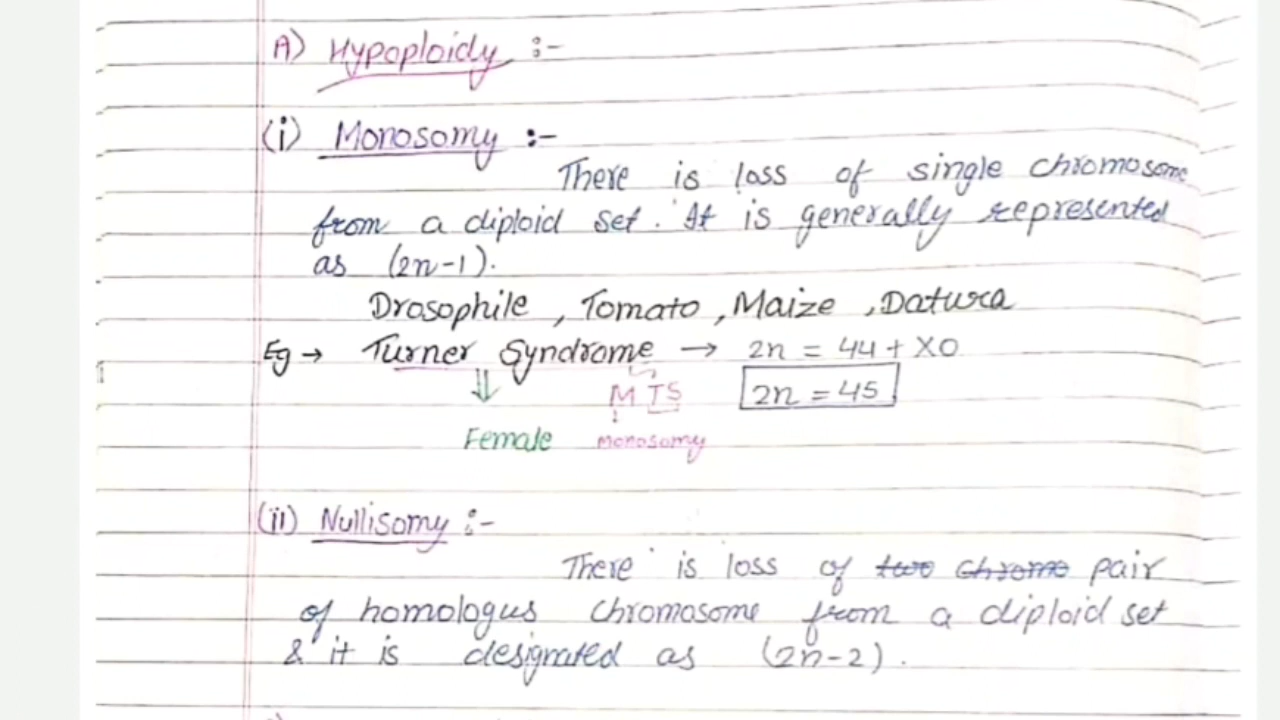 A) Hypoploidy :-
(i) Monosomy :-
There is loss of single chromosome
from a diploid set. It is generally represented
as (2n-1).
Drosophile , Tomato , Maize , Datura
Eg → Turner Syndrome → 2n = 44 + XO
⇓ M TS 2n = 45
Female monosomy
(ii) Nullisomy :-
There is loss of two chromo pair
of homologus chromosome from a diploid set
& it is designated as (2n-2).